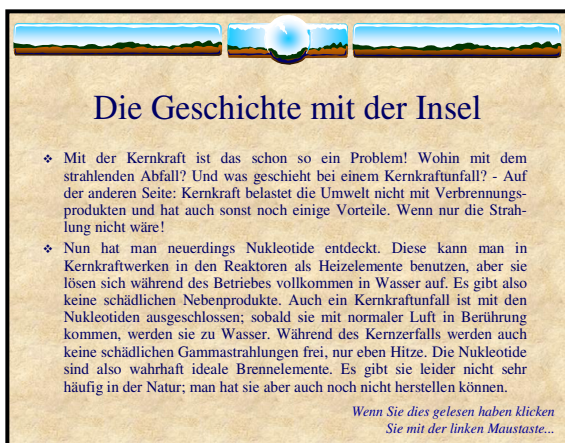 Die Geschichte mit der Insel
❖ Mit der Kernkraft ist das schon so ein Problem! Wohin mit dem
strahlenden Abfall? Und was geschieht bei einem Kernkraftunfall? - Auf
der anderen Seite: Kernkraft belastet die Umwelt nicht mit Verbrennungs-
produkten und hat auch sonst noch einige Vorteile. Wenn nur die Strah-
lung nicht wäre!
❖ Nun hat man neuerdings Nukleotide entdeckt. Diese kann man in
Kernkraftwerken in den Reaktoren als Heizelemente benutzen, aber sie
lösen sich während des Betriebes vollkommen in Wasser auf. Es gibt also
keine schädlichen Nebenprodukte. Auch ein Kernkraftunfall ist mit den
Nukleotiden ausgeschlossen; sobald sie mit normaler Luft in Berührung
kommen, werden sie zu Wasser. Während des Kernzerfalls werden auch
keine schädlichen Gammastrahlungen frei, nur eben Hitze. Die Nukleotide
sind also wahrhaft ideale Brennelemente. Es gibt sie leider nicht sehr
häufig in der Natur; man hat sie aber auch noch nicht herstellen können.
Wenn Sie dies gelesen haben klicken
Sie mit der linken Maustaste...